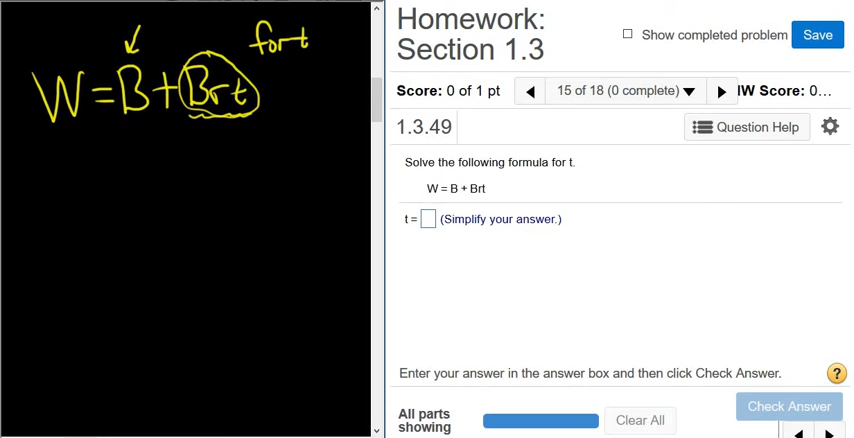 for t
W = B + Brt
Homework:
Section 1.3
Show completed problem
Save
Score: 0 of 1 pt
15 of 18 (0 complete)
HW Score: 0...
1.3.49
Question Help
Solve the following formula for t.
W = B + Brt
t = (Simplify your answer.)
Enter your answer in the answer box and then click Check Answer.
?
All parts
showing
Clear All
Check Answer